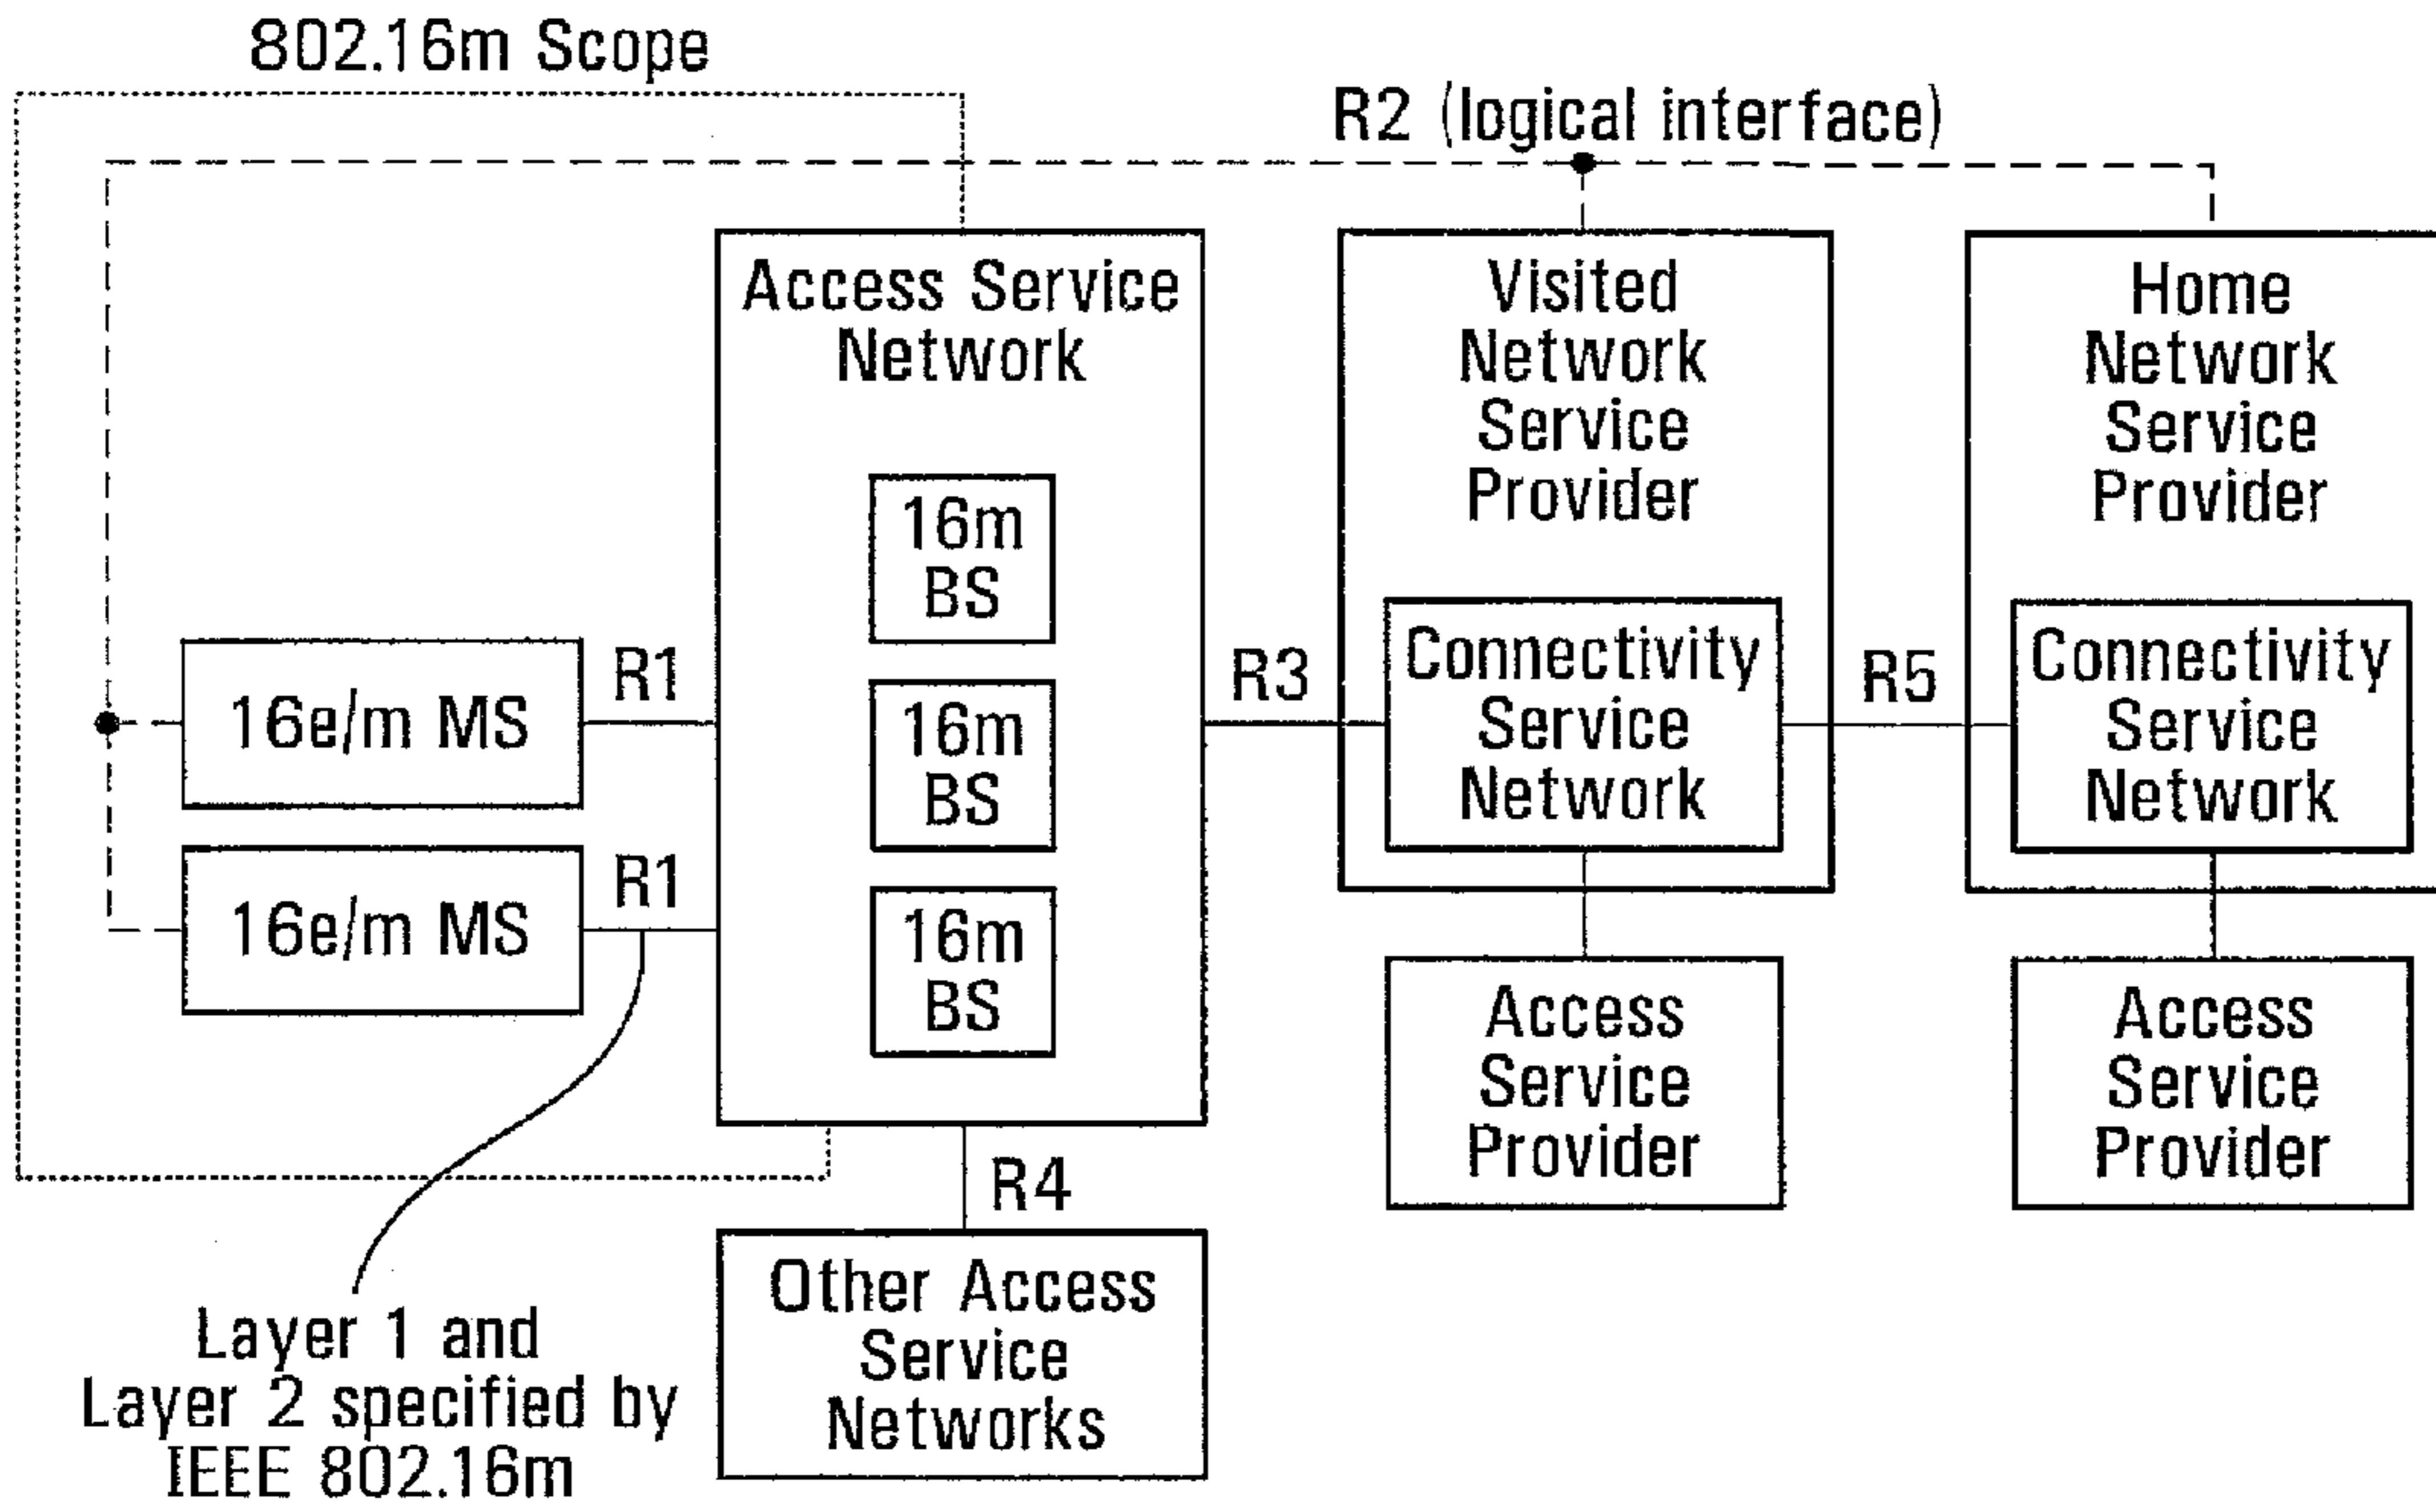 802.16m Scope
R2 (logical interface)
Access Service
Network
16m
BS
16m
BS
16m
BS
Visited
Network
Service
Provider
Home
Network
Service
Provider
16e/m MS
R1
16e/m MS
R1
R3
Connectivity
Service
Network
R5
Connectivity
Service
Network
Access
Service
Provider
Access
Service
Provider
R4
Other Access
Service
Networks
Layer 1 and
Layer 2 specified by
IEEE 802.16m